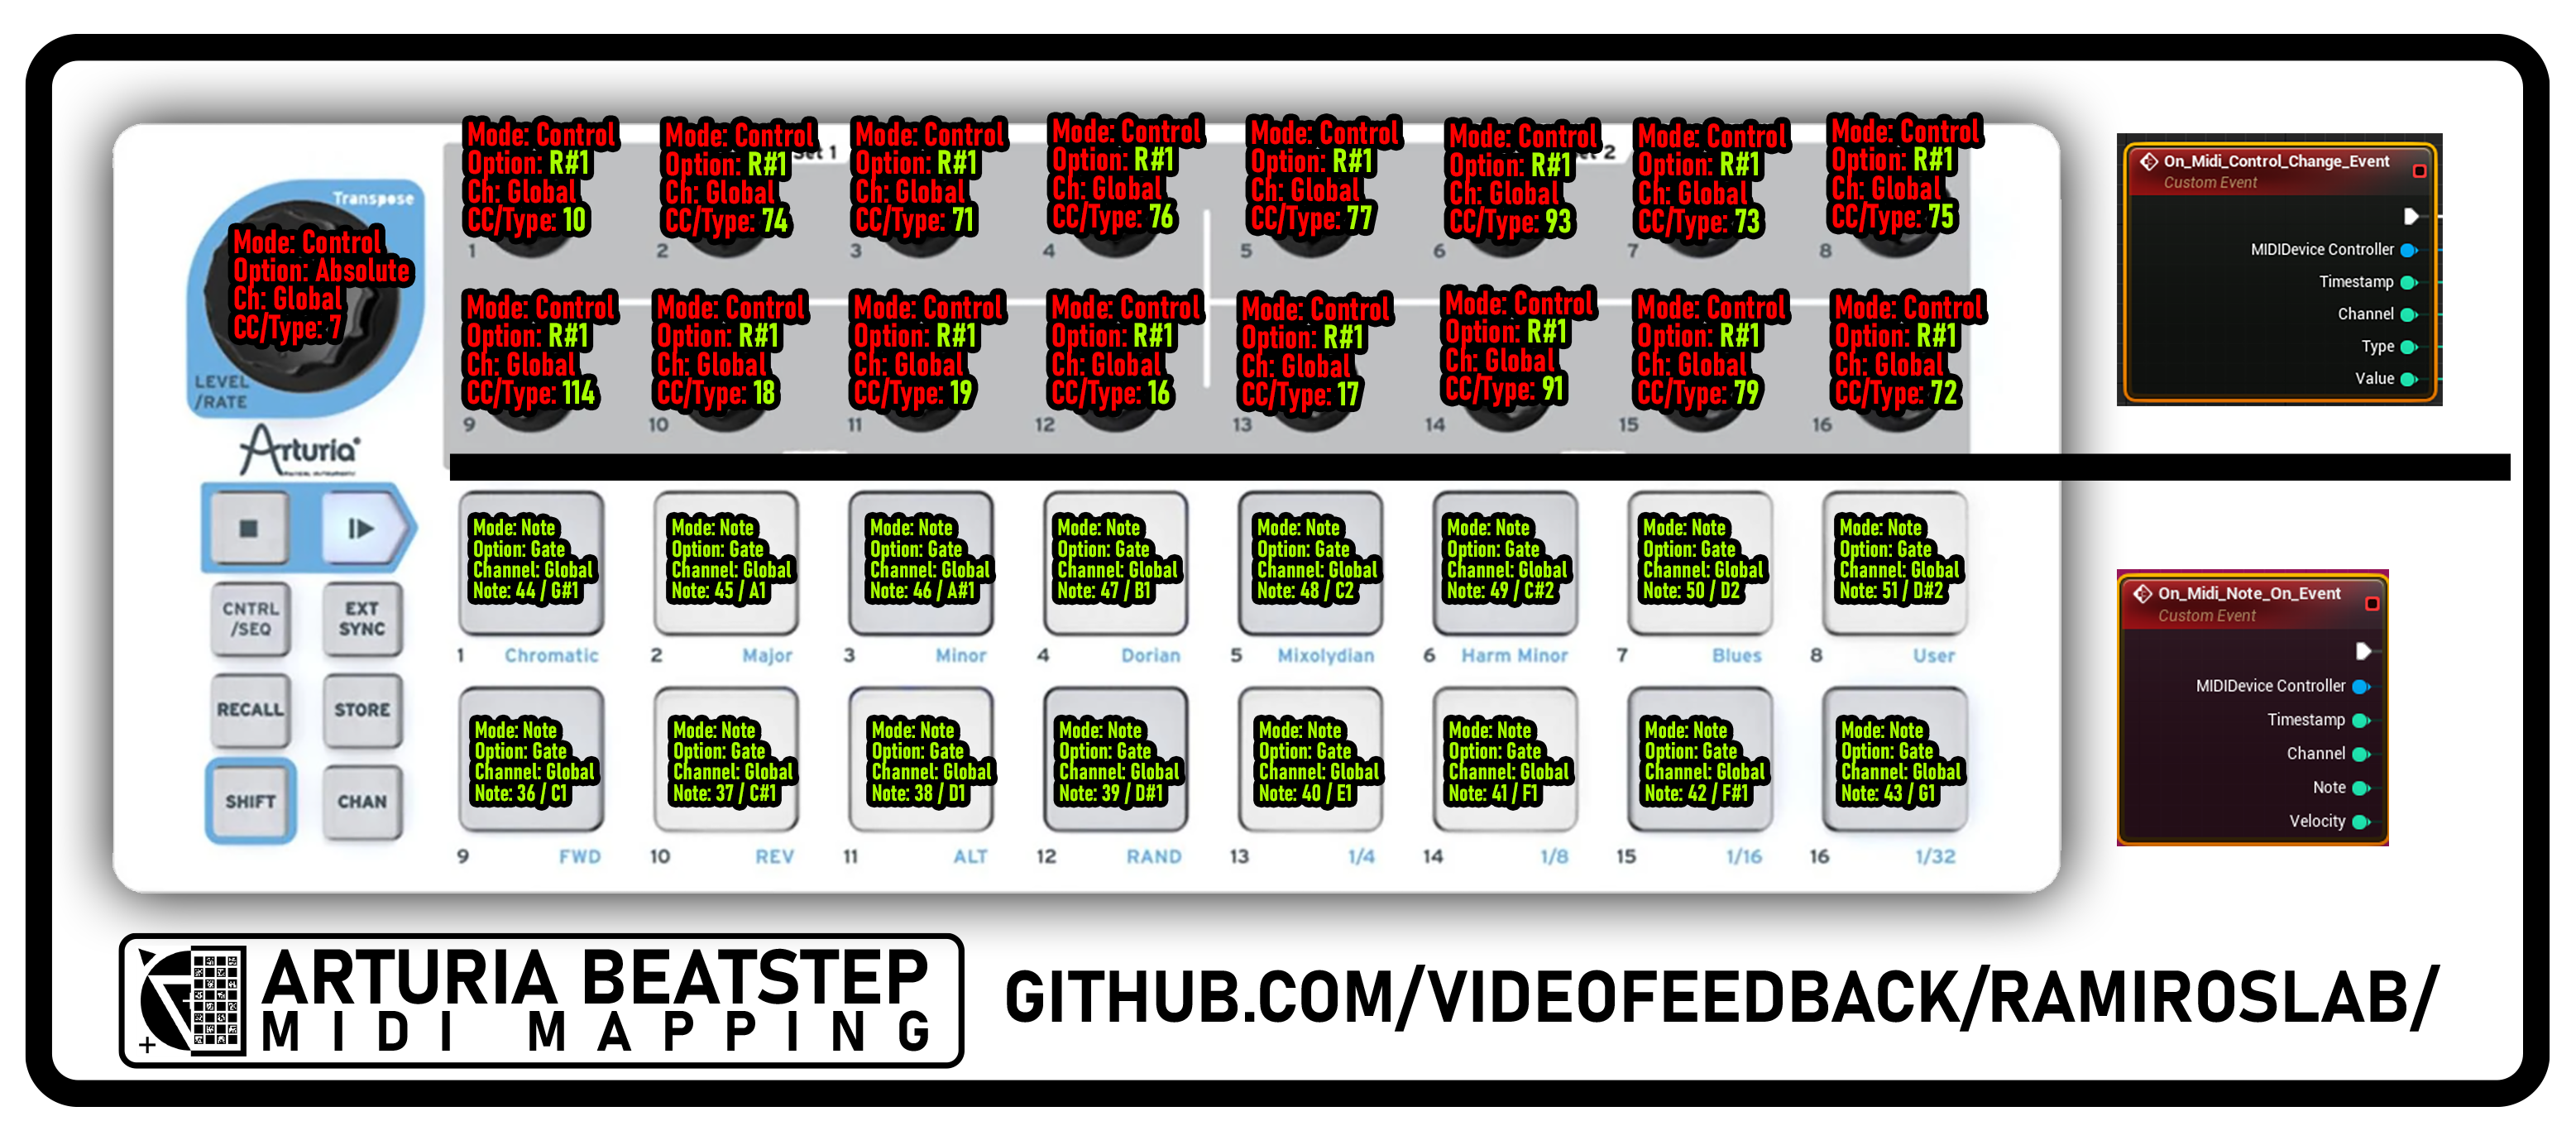 Transpose
Mode: Control
Option: Absolute
Ch: Global
CC/Type: 7
LEVEL
/RATE
Arturia
Set 1
Mode: Control
Option: R#1
Ch: Global
CC/Type: 10
1
Mode: Control
Option: R#1
Ch: Global
CC/Type: 74
2
Mode: Control
Option: R#1
Ch: Global
CC/Type: 71
3
Mode: Control
Option: R#1
Ch: Global
CC/Type: 76
4
Mode: Control
Option: R#1
Ch: Global
CC/Type: 77
5
Mode: Control
Option: R#1
Ch: Global
CC/Type: 93
6
2
Mode: Control
Option: R#1
Ch: Global
CC/Type: 73
7
Mode: Control
Option: R#1
Ch: Global
CC/Type: 75
8
Mode: Control
Option: R#1
Ch: Global
CC/Type: 114
9
Mode: Control
Option: R#1
Ch: Global
CC/Type: 18
10
Mode: Control
Option: R#1
Ch: Global
CC/Type: 19
11
Mode: Control
Option: R#1
Ch: Global
CC/Type: 16
12
Mode: Control
Option: R#1
Ch: Global
CC/Type: 17
13
Mode: Control
Option: R#1
Ch: Global
CC/Type: 91
14
Mode: Control
Option: R#1
Ch: Global
CC/Type: 79
15
Mode: Control
Option: R#1
Ch: Global
CC/Type: 72
16
On_Midi_Control_Change_Event
Custom Event
MIDIDevice Controller
Timestamp
Channel
Type
Value
CNTRL
/SEQ
EXT
SYNC
RECALL
STORE
SHIFT
CHAN
Mode: Note
Option: Gate
Channel: Global
Note: 44 / G#1
1 Chromatic
Mode: Note
Option: Gate
Channel: Global
Note: 45 / A1
2 Major
Mode: Note
Option: Gate
Channel: Global
Note: 46 / A#1
3 Minor
Mode: Note
Option: Gate
Channel: Global
Note: 47 / B1
4 Dorian
Mode: Note
Option: Gate
Channel: Global
Note: 48 / C2
5 Mixolydian
Mode: Note
Option: Gate
Channel: Global
Note: 49 / C#2
6 Harm Minor
Mode: Note
Option: Gate
Channel: Global
Note: 50 / D2
7 Blues
Mode: Note
Option: Gate
Channel: Global
Note: 51 / D#2
8 User
Mode: Note
Option: Gate
Channel: Global
Note: 36 / C1
9 FWD
Mode: Note
Option: Gate
Channel: Global
Note: 37 / C#1
10 REV
Mode: Note
Option: Gate
Channel: Global
Note: 38 / D1
11 ALT
Mode: Note
Option: Gate
Channel: Global
Note: 39 / D#1
12 RAND
Mode: Note
Option: Gate
Channel: Global
Note: 40 / E1
13 1/4
Mode: Note
Option: Gate
Channel: Global
Note: 41 / F1
14 1/8
Mode: Note
Option: Gate
Channel: Global
Note: 42 / F#1
15 1/16
Mode: Note
Option: Gate
Channel: Global
Note: 43 / G1
16 1/32
On_Midi_Note_On_Event
Custom Event
MIDIDevice Controller
Timestamp
Channel
Note
Velocity
ARTURIA BEATSTEP
MIDI MAPPING
GITHUB.COM/VIDEOFEEDBACK/RAMIROSLAB/